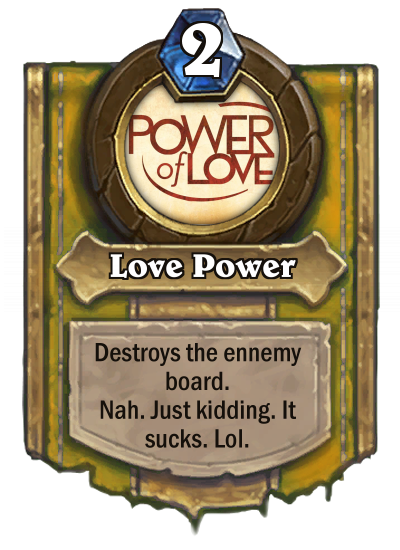 2
POWER
of LOVE
Love Power
Destroys the ennemy
board.
Nah. Just kidding. It
sucks. Lol.